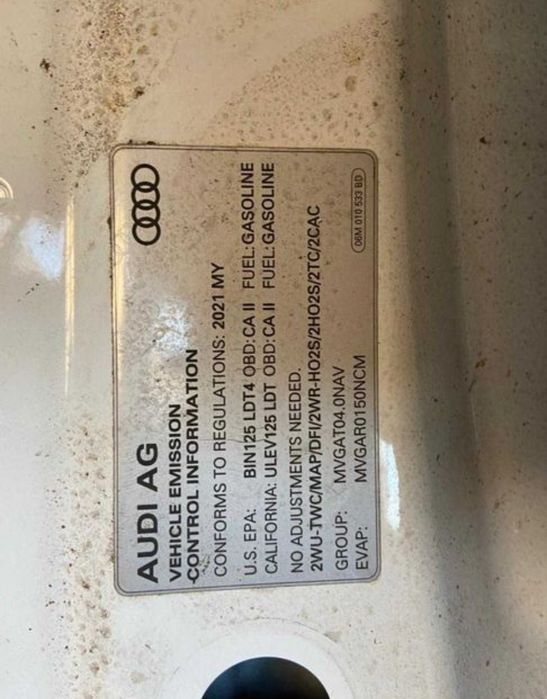 AUDI AG
VEHICLE EMISSION
CONTROL INFORMATION
CONFORMS TO REGULATIONS: 2021 MY
U.S. EPA: BIN125 LDT4 OBD: CA II FUEL: GASOLINE
CALIFORNIA: ULEV125 LDT OBD: CA II FUEL: GASOLINE
NO ADJUSTMENTS NEEDED.
2WU-TWC/MAP/DFI/2WR-HO2S/2HO2S/2TC/2CAC
GROUP: MVGAT04.0NAV
EVAP: MVGAR0150NCM
06M 010 533 BD